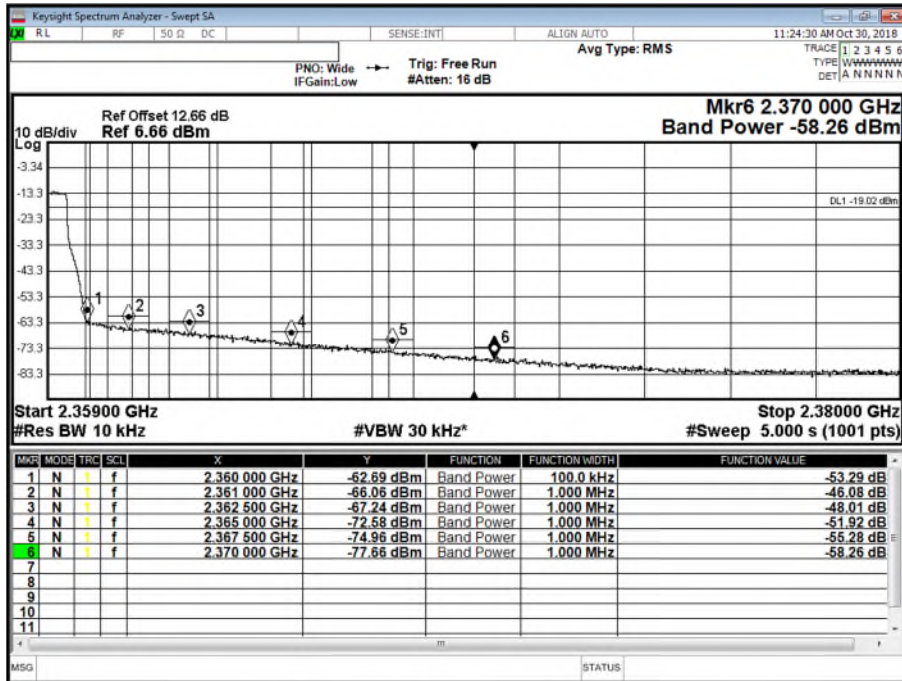 Keysight Spectrum Analyzer - Swept SA
LXI RL RF 50 Ω DC SENSE:INT ALIGN AUTO 11:24:30 AM Oct 30, 2018
Avg Type: RMS TRACE 1 2 3 4 5 6
PNO: Wide Trig: Free Run TYPE WWWWWW
IFGain:Low #Atten: 16 dB DET A N N N N N
Mkr6 2.370 000 GHz
Ref Offset 12.66 dB
10 dB/div Ref 6.66 dBm Band Power -58.26 dBm
Log
-3.34
-13.3
DL1 -19.02 dBm
-23.3
-33.3
-43.3
-53.3
1 2 3 4 5 6
-63.3
-73.3
-83.3
Start 2.35900 GHz Stop 2.38000 GHz
#Res BW 10 kHz #VBW 30 kHz* #Sweep 5.000 s (1001 pts)
MKR MODE TRC SCL X Y FUNCTION FUNCTION WIDTH FUNCTION VALUE
1 N 1 f 2.360 000 GHz -62.69 dBm Band Power 100.0 kHz -53.29 dB
2 N 1 f 2.361 000 GHz -66.06 dBm Band Power 1.000 MHz -46.08 dB
3 N 1 f 2.362 500 GHz -67.24 dBm Band Power 1.000 MHz -48.01 dB
4 N 1 f 2.365 000 GHz -72.58 dBm Band Power 1.000 MHz -51.92 dB
5 N 1 f 2.367 500 GHz -74.96 dBm Band Power 1.000 MHz -55.28 dB
6 N 1 f 2.370 000 GHz -77.66 dBm Band Power 1.000 MHz -58.26 dB
7
8
9
10
11
MSG STATUS